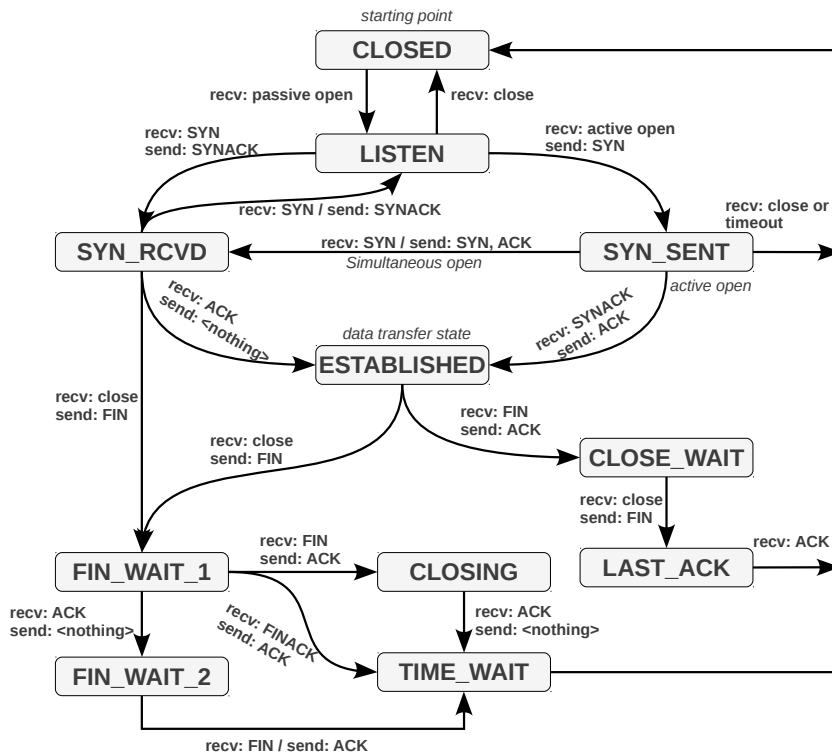 starting point
CLOSED
recv: passive open
recv: close
recv: SYN
send: SYNACK
recv: active open
send: SYN
LISTEN
recv: SYN / send: SYNACK
recv: close or
timeout
SYN_RCVD
recv: SYN / send: SYN, ACK
Simultaneous open
SYN_SENT
active open
recv: ACK
send: <nothing>
recv: SYNACK
send: ACK
data transfer state
ESTABLISHED
recv: close
send: FIN
recv: close
send: FIN
recv: FIN
send: ACK
CLOSE_WAIT
recv: close
send: FIN
recv: FIN
send: ACK
recv: ACK
FIN_WAIT_1
CLOSING
LAST_ACK
recv: ACK
send: <nothing>
recv: FINACK
send: ACK
recv: ACK
send: <nothing>
FIN_WAIT_2
TIME_WAIT
recv: FIN / send: ACK